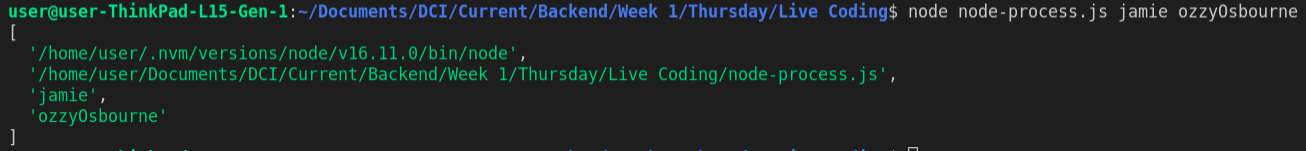 user@user-ThinkPad-L15-Gen-1:~/Documents/DCI/Current/Backend/Week 1/Thursday/Live Coding$ node node-process.js jamie ozzyOsbourne
[
  '/home/user/.nvm/versions/node/v16.11.0/bin/node',
  '/home/user/Documents/DCI/Current/Backend/Week 1/Thursday/Live Coding/node-process.js',
  'jamie',
  'ozzyOsbourne'
]